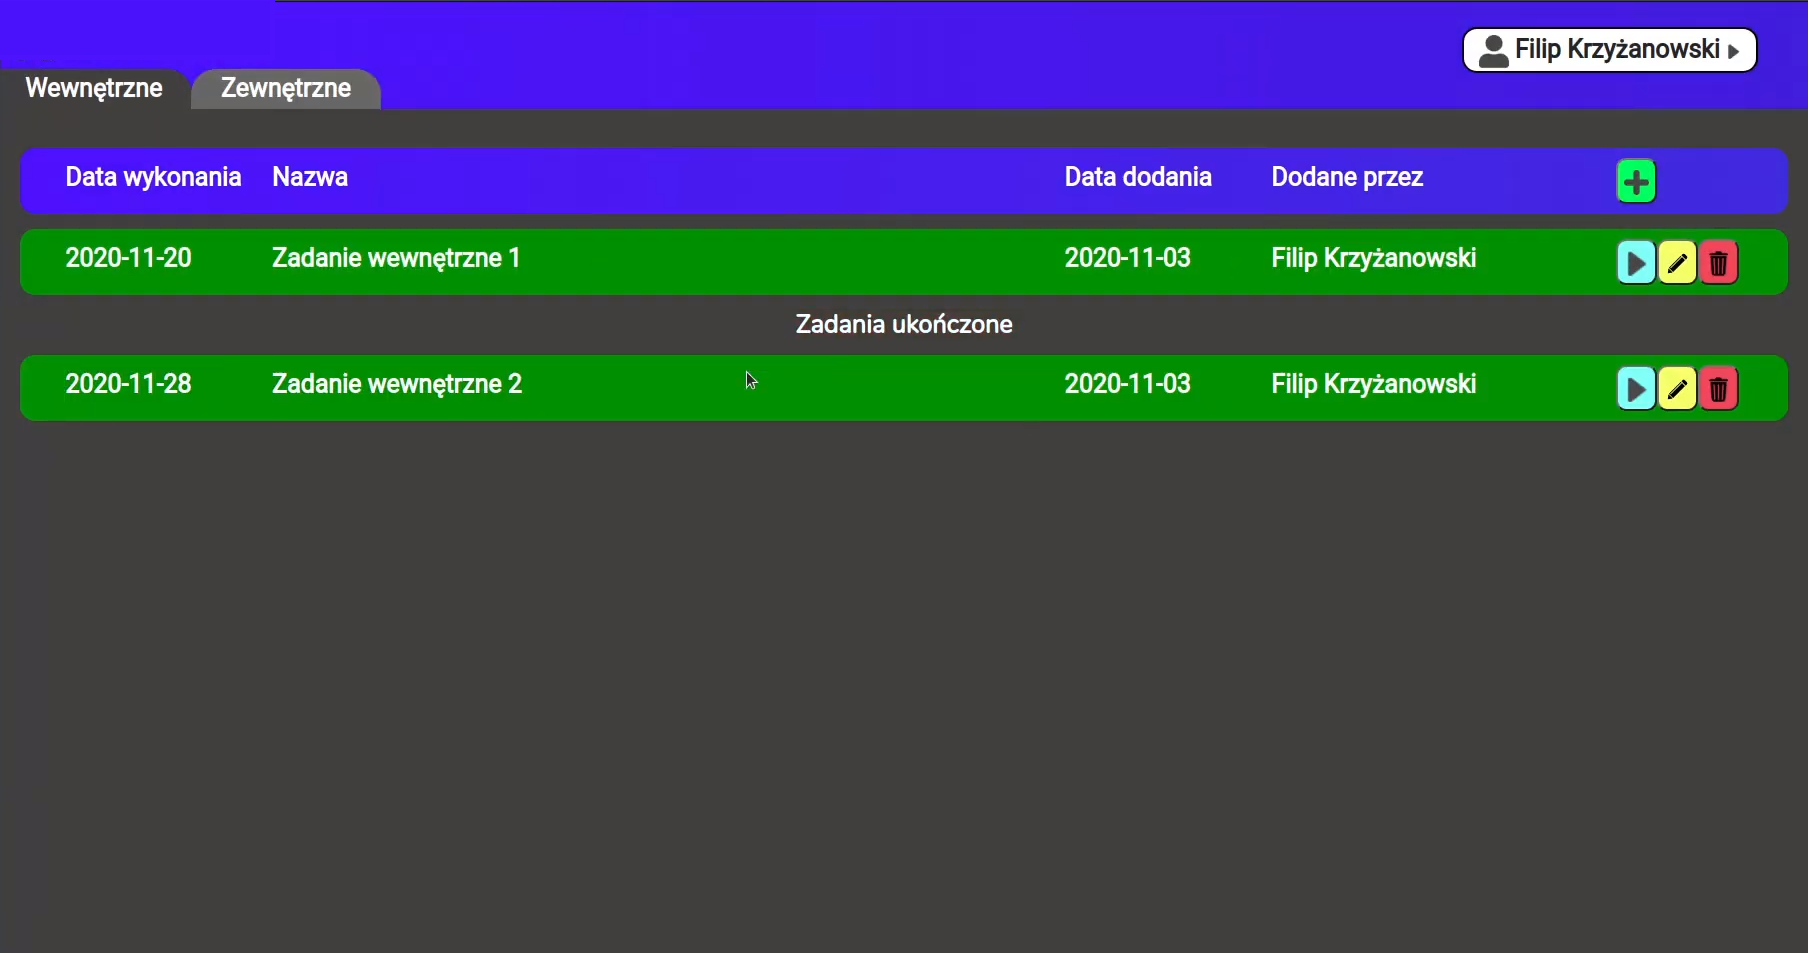 Filip Krzyżanowski
Wewnętrzne Zewnętrzne
Data wykonania Nazwa Data dodania Dodane przez
2020-11-20 Zadanie wewnętrzne 1 2020-11-03 Filip Krzyżanowski
Zadania ukończone
2020-11-28 Zadanie wewnętrzne 2 2020-11-03 Filip Krzyżanowski